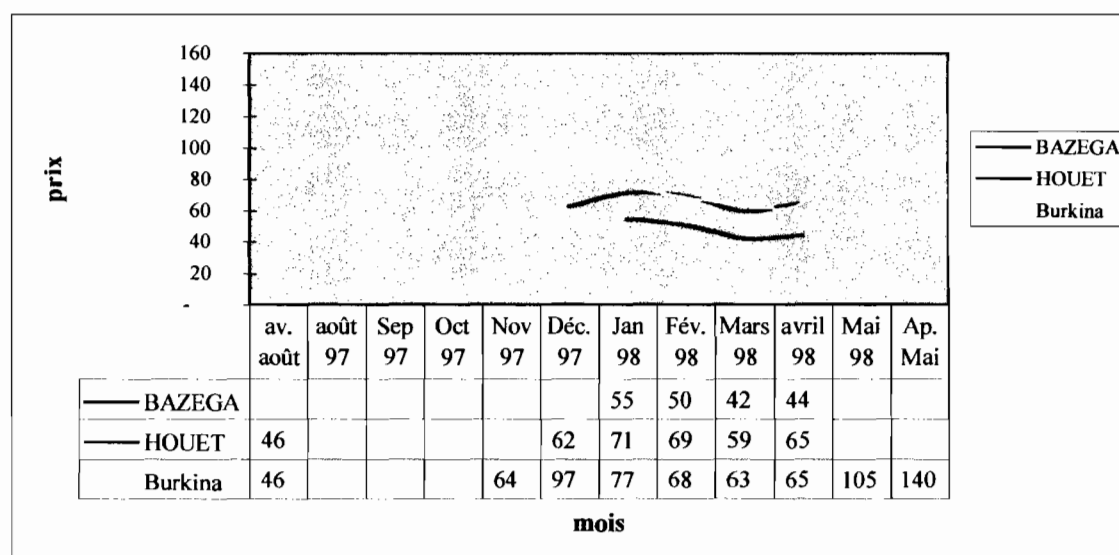 160
140
120
100
80
60
40
20
-
prix
BAZEGA
HOUET
Burkina
av. août août 97 Sep 97 Oct 97 Nov 97 Déc. 97 Jan 98 Fév. 98 Mars 98 avril 98 Mai 98 Ap. Mai
BAZEGA 55 50 42 44
HOUET 46 62 71 69 59 65
Burkina 46 64 97 77 68 63 65 105 140
mois